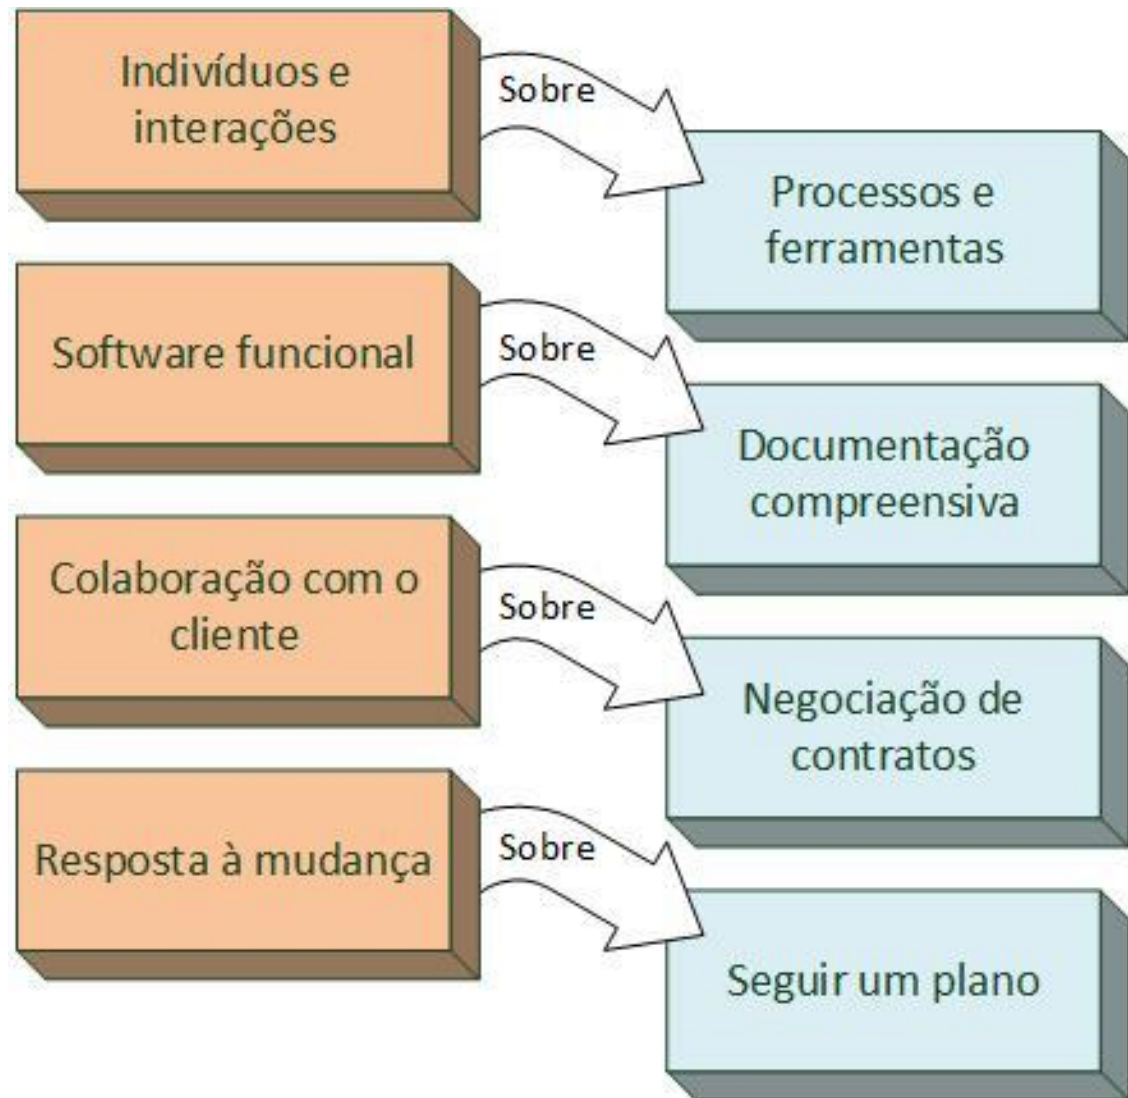 Indivíduos e
interações
Sobre
Processos e
ferramentas
Software funcional
Sobre
Documentação
compreensiva
Colaboração com o
cliente
Sobre
Negociação de
contratos
Resposta à mudança
Sobre
Seguir um plano